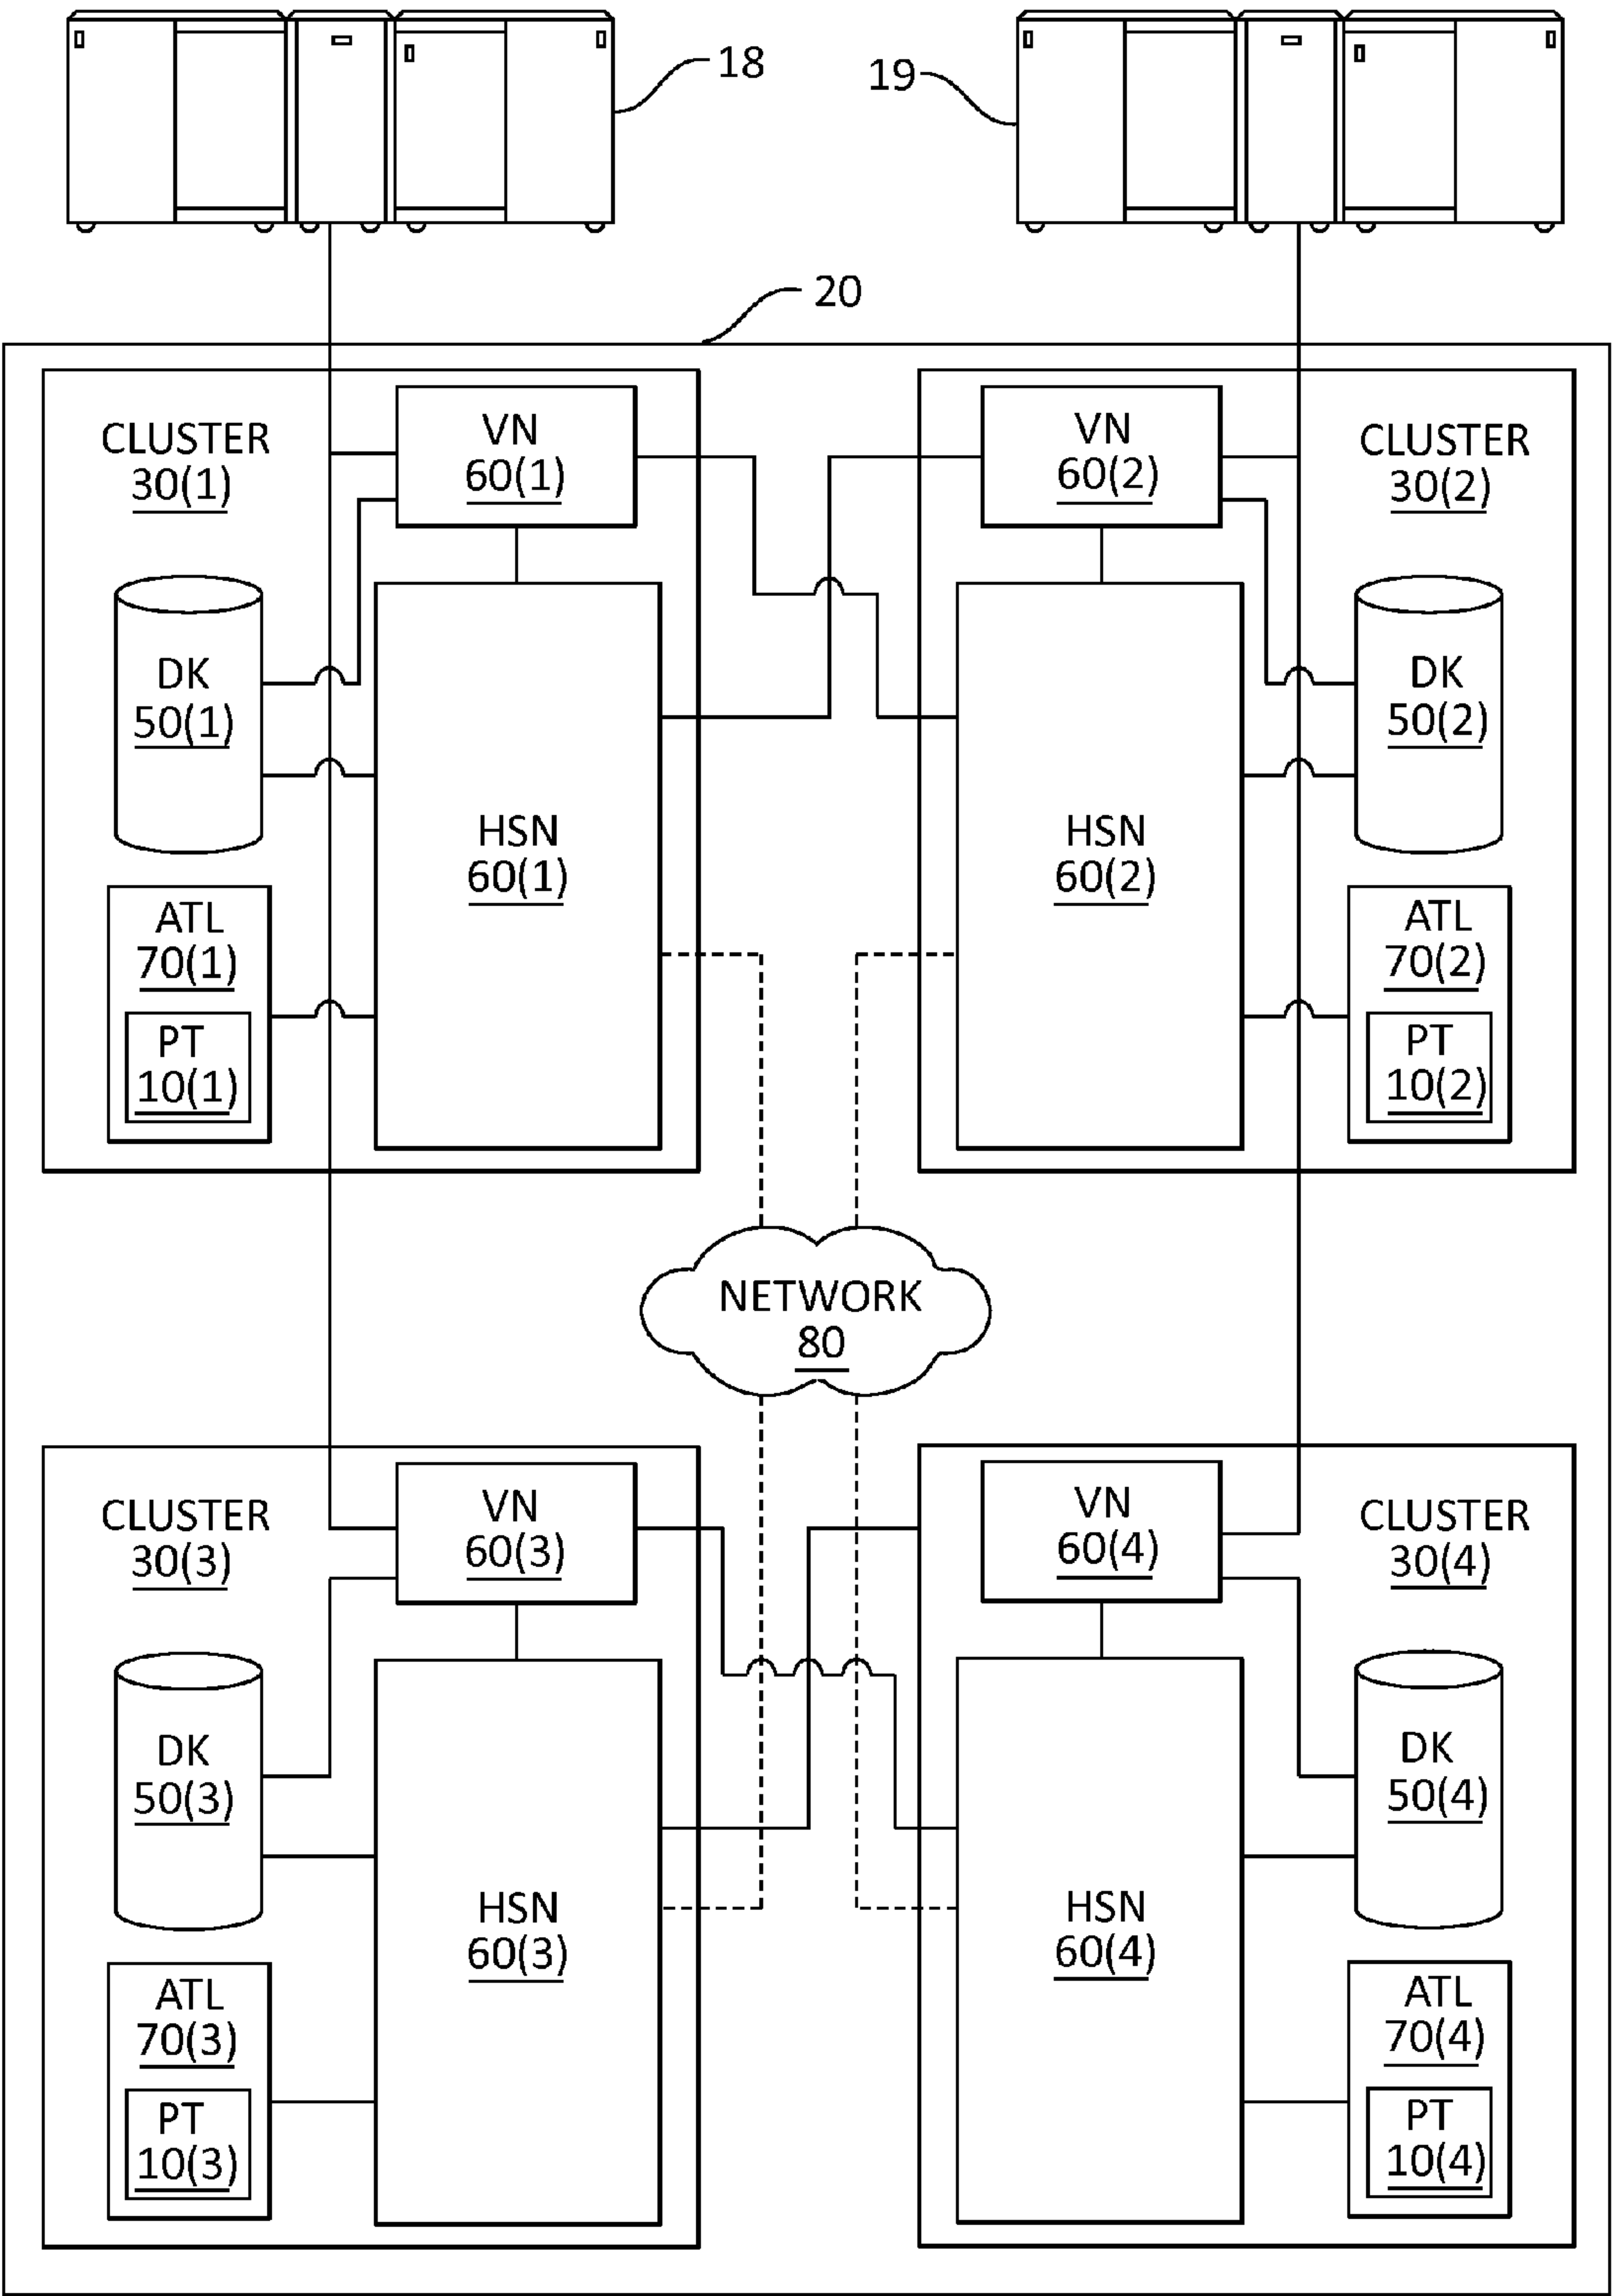 18
19
20
CLUSTER
30(1)
VN
60(1)
VN
60(2)
CLUSTER
30(2)
DK
50(1)
DK
50(2)
HSN
60(1)
HSN
60(2)
ATL
70(1)
PT
10(1)
ATL
70(2)
PT
10(2)
NETWORK
80
CLUSTER
30(3)
VN
60(3)
VN
60(4)
CLUSTER
30(4)
DK
50(3)
DK
50(4)
HSN
60(3)
HSN
60(4)
ATL
70(3)
PT
10(3)
ATL
70(4)
PT
10(4)